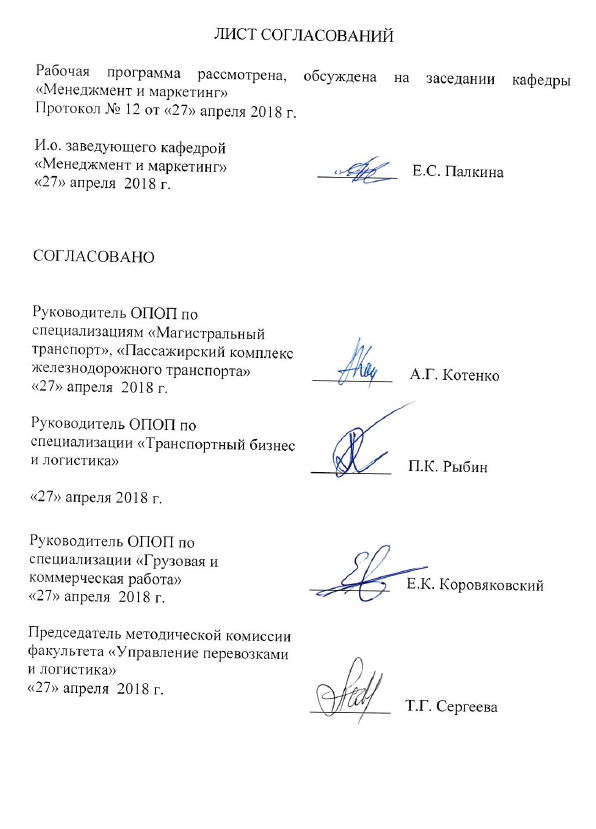 ЛИСТ СОГЛАСОВАНИЙ
Рабочая программа рассмотрена, обсуждена на заседании кафедры
«Менеджмент и маркетинг»
Протокол № 12 от «27» апреля 2018 г.
И.о. заведующего кафедрой
«Менеджмент и маркетинг»
«27» апреля 2018 г. Е.С. Палкина
СОГЛАСОВАНО
Руководитель ОПОП по
специализациям «Магистральный
транспорт», «Пассажирский комплекс
железнодорожного транспорта»
«27» апреля 2018 г. А.Г. Котенко
Руководитель ОПОП по
специализации «Транспортный бизнес
и логистика» П.К. Рыбин
«27» апреля 2018 г.
Руководитель ОПОП по
специализации «Грузовая и
коммерческая работа»
«27» апреля 2018 г. Е.К. Коровяковский
Председатель методической комиссии
факультета «Управление перевозками
и логистика»
«27» апреля 2018 г.
Т.Г. Сергеева